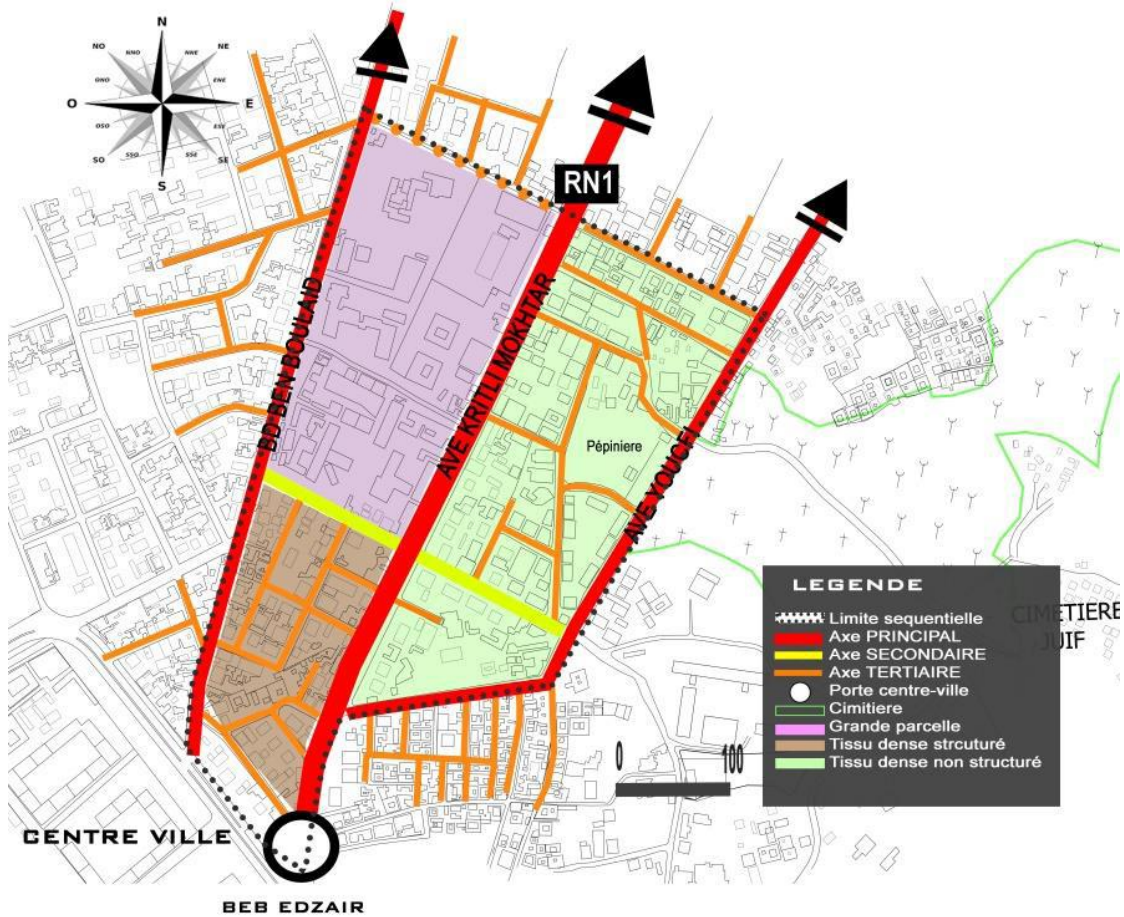 N
NNO
NNE
NO
NE
ONO
ENE
O
E
OSO
ESE
SO
SE
SSO
SSE
S
RN1
BD BEN BOULAID
AVE KRITLI MOKHTAR
AVE YOUCFI
Pépiniere
CIMETIERE
JUIF
LEGENDE
Limite sequentielle
Axe PRINCIPAL
Axe SECONDAIRE
Axe TERTIAIRE
Porte centre-ville
Cimitiere
Grande parcelle
Tissu dense strcuturé
Tissu dense non structuré
0
100
CENTRE VILLE
BEB EDZAIR